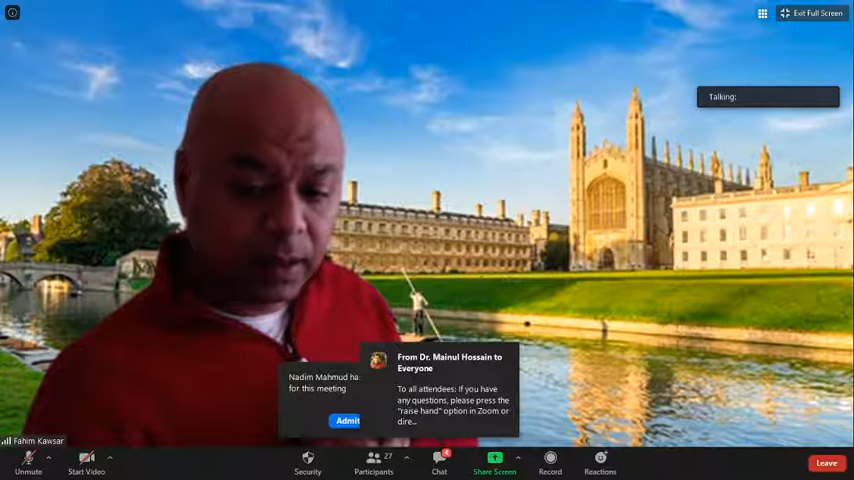 Exit Full Screen
Talking:
Nadim Mahmud ha
for this meeting
Admit
From Dr. Mainul Hossain to
Everyone
To all attendees: If you have
any questions, please press the
"raise hand" option in Zoom or
dire...
Fahim Kawsar
27
4
Unmute
Start Video
Security
Participants
Chat
Share Screen
Record
Reactions
Leave